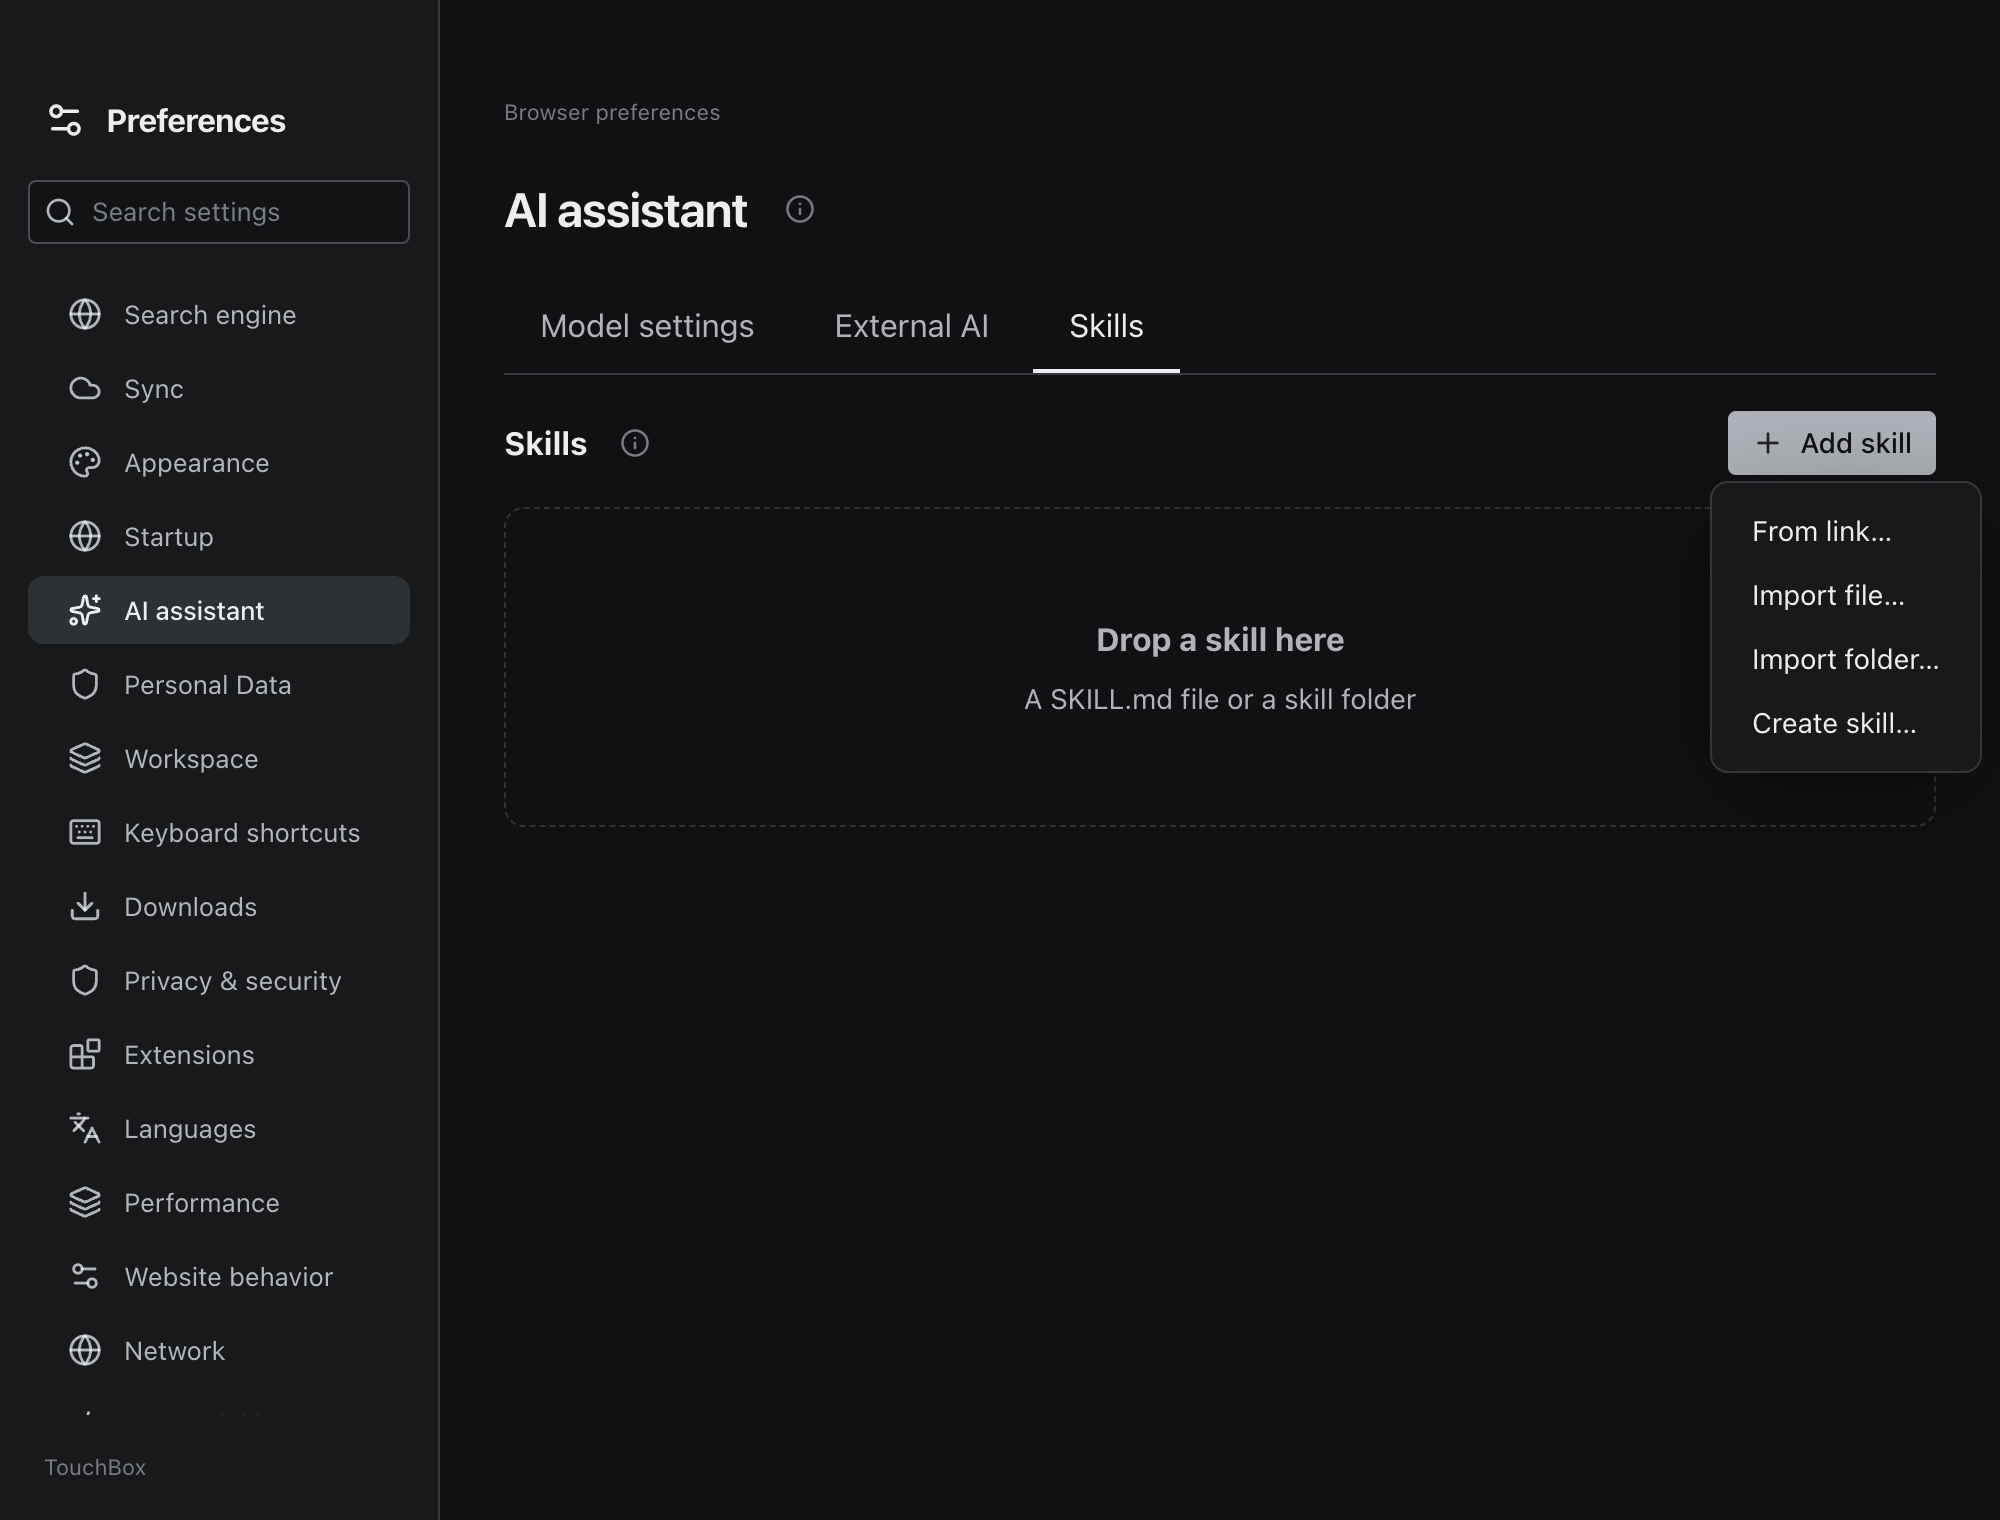 Preferences
Search settings
Search engine
Sync
Appearance
Startup
AI assistant
Personal Data
Workspace
Keyboard shortcuts
Downloads
Privacy & security
Extensions
Languages
Performance
Website behavior
Network
TouchBox
Browser preferences
AI assistant
Model settings
External AI
Skills
Skills
Add skill
From link...
Import file...
Import folder...
Create skill...
Drop a skill here
A SKILL.md file or a skill folder